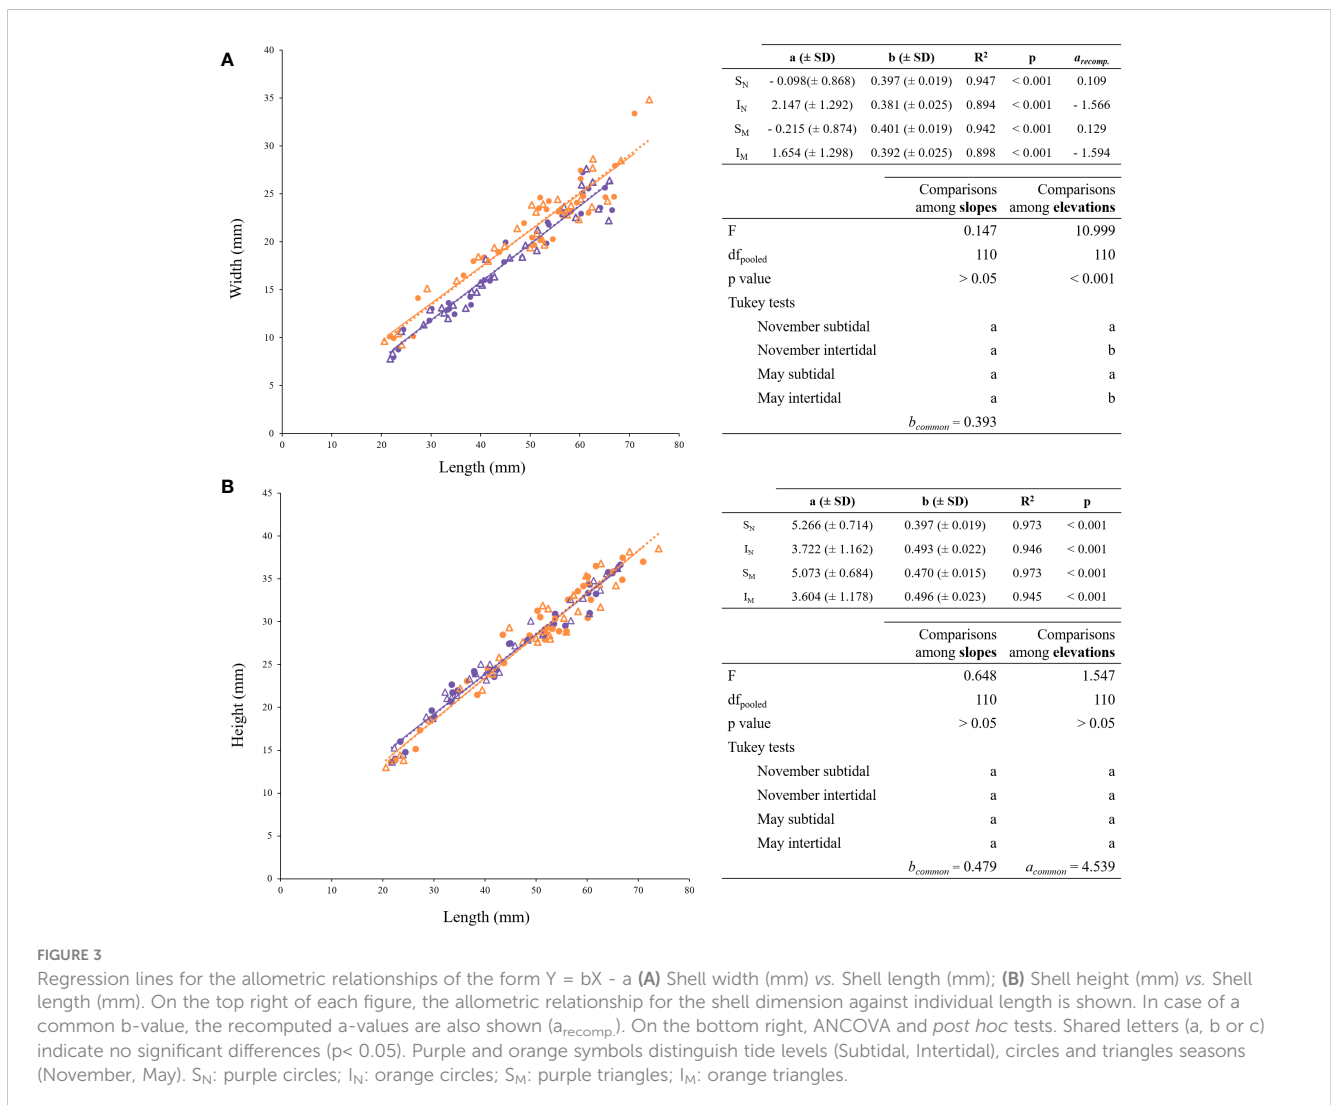 A
40
35
30
25
20
15
10
5
0
0 10 20 30 40 50 60 70 80
Width (mm)
Length (mm)
a (± SD) b (± SD) R² p a_recomp.
S_N - 0.098(± 0.868) 0.397 (± 0.019) 0.947 < 0.001 0.109
I_N 2.147 (± 1.292) 0.381 (± 0.025) 0.894 < 0.001 - 1.566
S_M - 0.215 (± 0.874) 0.401 (± 0.019) 0.942 < 0.001 0.129
I_M 1.654 (± 1.298) 0.392 (± 0.025) 0.898 < 0.001 - 1.594
Comparisons Comparisons
among slopes among elevations
F 0.147 10.999
df_pooled 110 110
p value > 0.05 < 0.001
Tukey tests
November subtidal a a
November intertidal a b
May subtidal a a
May intertidal a b
b_common = 0.393
B
45
40
35
30
25
20
15
10
5
0
0 10 20 30 40 50 60 70 80
Height (mm)
Length (mm)
a (± SD) b (± SD) R² p
S_N 5.266 (± 0.714) 0.397 (± 0.019) 0.973 < 0.001
I_N 3.722 (± 1.162) 0.493 (± 0.022) 0.946 < 0.001
S_M 5.073 (± 0.684) 0.470 (± 0.015) 0.973 < 0.001
I_M 3.604 (± 1.178) 0.496 (± 0.023) 0.945 < 0.001
Comparisons Comparisons
among slopes among elevations
F 0.648 1.547
df_pooled 110 110
p value > 0.05 > 0.05
Tukey tests
November subtidal a a
November intertidal a a
May subtidal a a
May intertidal a a
b_common = 0.479 a_common = 4.539
FIGURE 3
Regression lines for the allometric relationships of the form Y = bX - a (A) Shell width (mm) vs. Shell length (mm); (B) Shell height (mm) vs. Shell
length (mm). On the top right of each figure, the allometric relationship for the shell dimension against individual length is shown. In case of a
common b-value, the recomputed a-values are also shown (a_recomp.). On the bottom right, ANCOVA and post hoc tests. Shared letters (a, b or c)
indicate no significant differences (p< 0.05). Purple and orange symbols distinguish tide levels (Subtidal, Intertidal), circles and triangles seasons
(November, May). S_N: purple circles; I_N: orange circles; S_M: purple triangles; I_M: orange triangles.